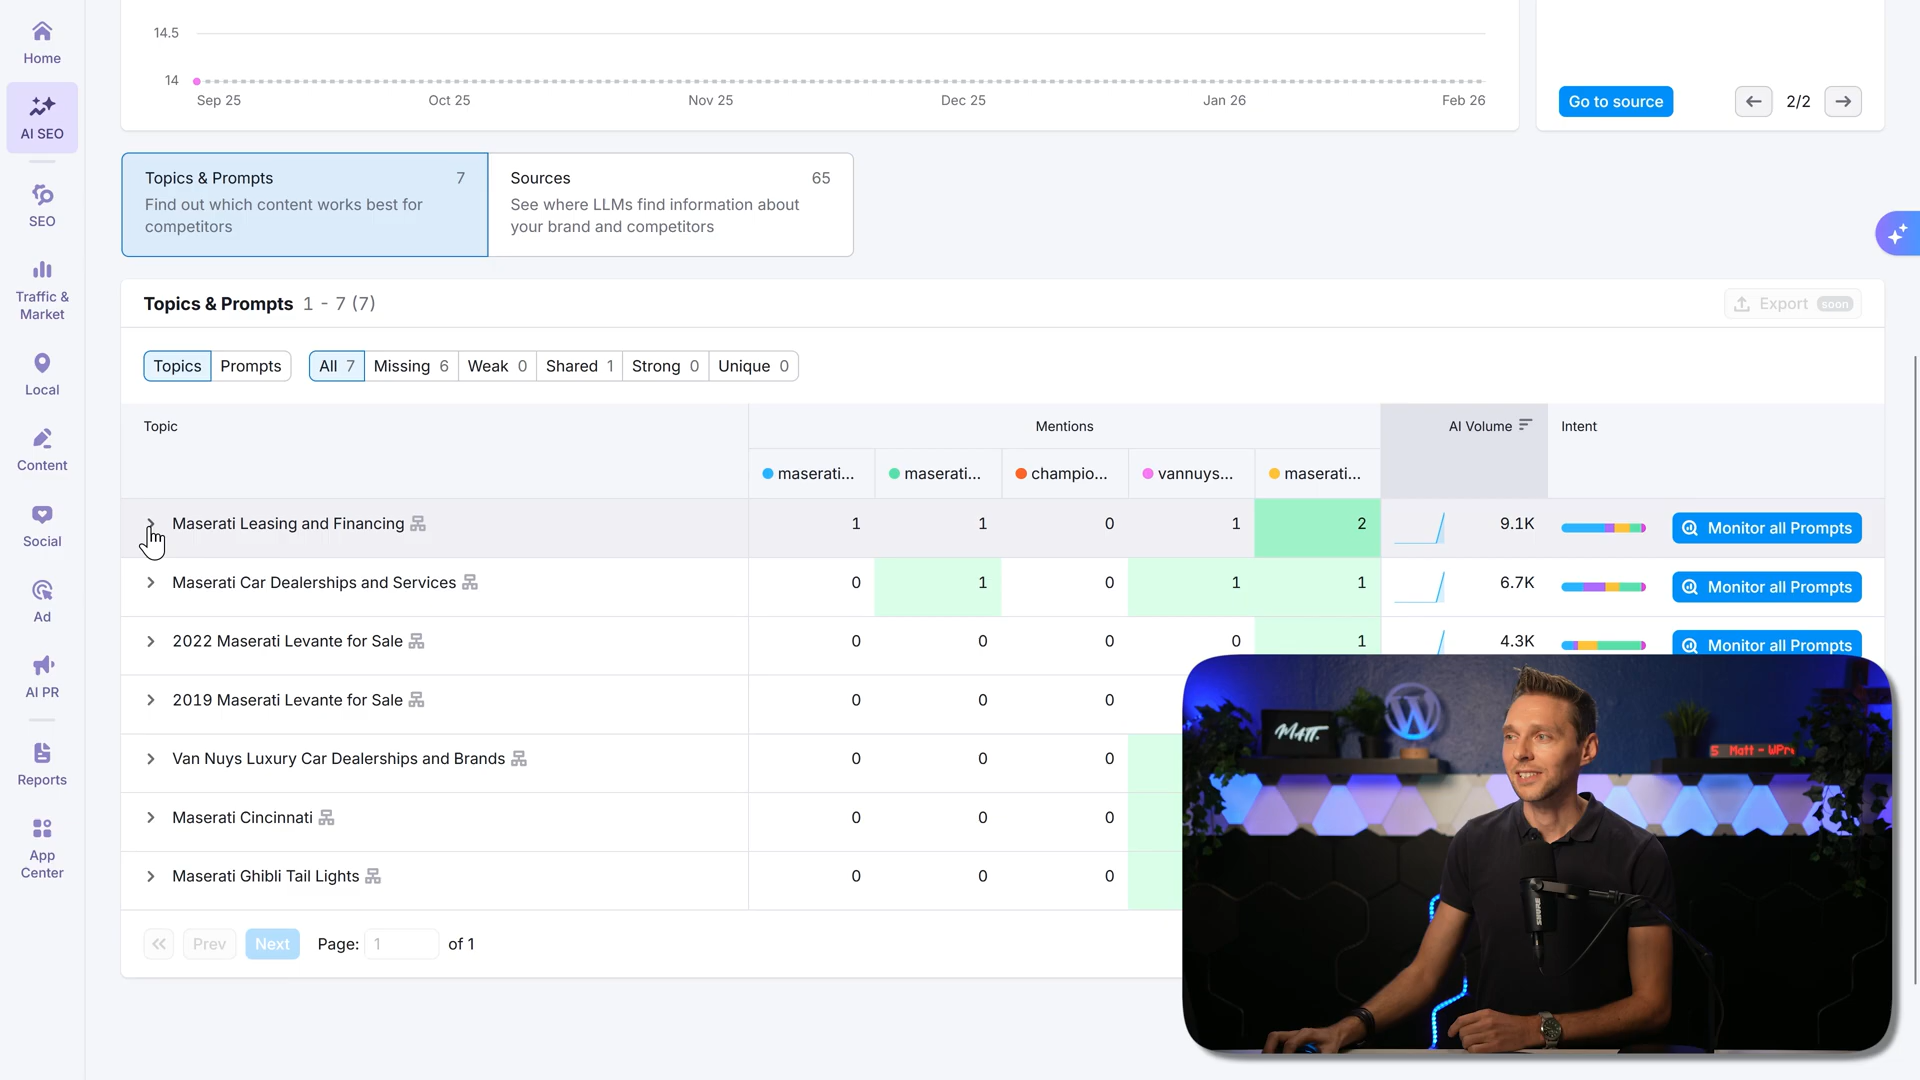 14.5
14
Sep 25
Oct 25
Nov 25
Dec 25
Jan 26
Feb 26
Go to source
2/2
Home
AI SEO
SEO
Traffic &
Market
Local
Content
Social
Ad
AI PR
Reports
App
Center
Topics & Prompts 7
Find out which content works best for
competitors
Sources 65
See where LLMs find information about
your brand and competitors
Topics & Prompts 1 - 7 (7)
Export soon
Topics Prompts
All 7 Missing 6 Weak 0 Shared 1 Strong 0 Unique 0
Topic Mentions AI Volume Intent
maserati... maserati... champio... vannuys... maserati...
Maserati Leasing and Financing 1 1 0 1 2 9.1K Monitor all Prompts
Maserati Car Dealerships and Services 0 1 0 1 1 6.7K Monitor all Prompts
2022 Maserati Levante for Sale 0 0 0 0 1 4.3K Monitor all Prompts
2019 Maserati Levante for Sale 0 0 0
Van Nuys Luxury Car Dealerships and Brands 0 0 0
Maserati Cincinnati 0 0 0
Maserati Ghibli Tail Lights 0 0 0
Prev Next Page: 1 of 1
MATT.
5 Matt - WPr
SHURE